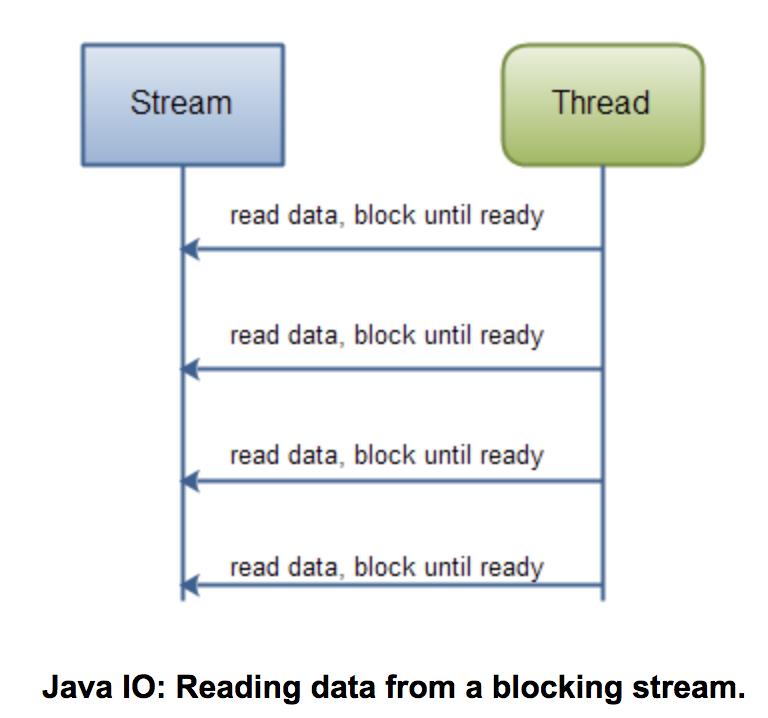 Stream
Thread
read data, block until ready
read data, block until ready
read data, block until ready
read data, block until ready
Java IO: Reading data from a blocking stream.